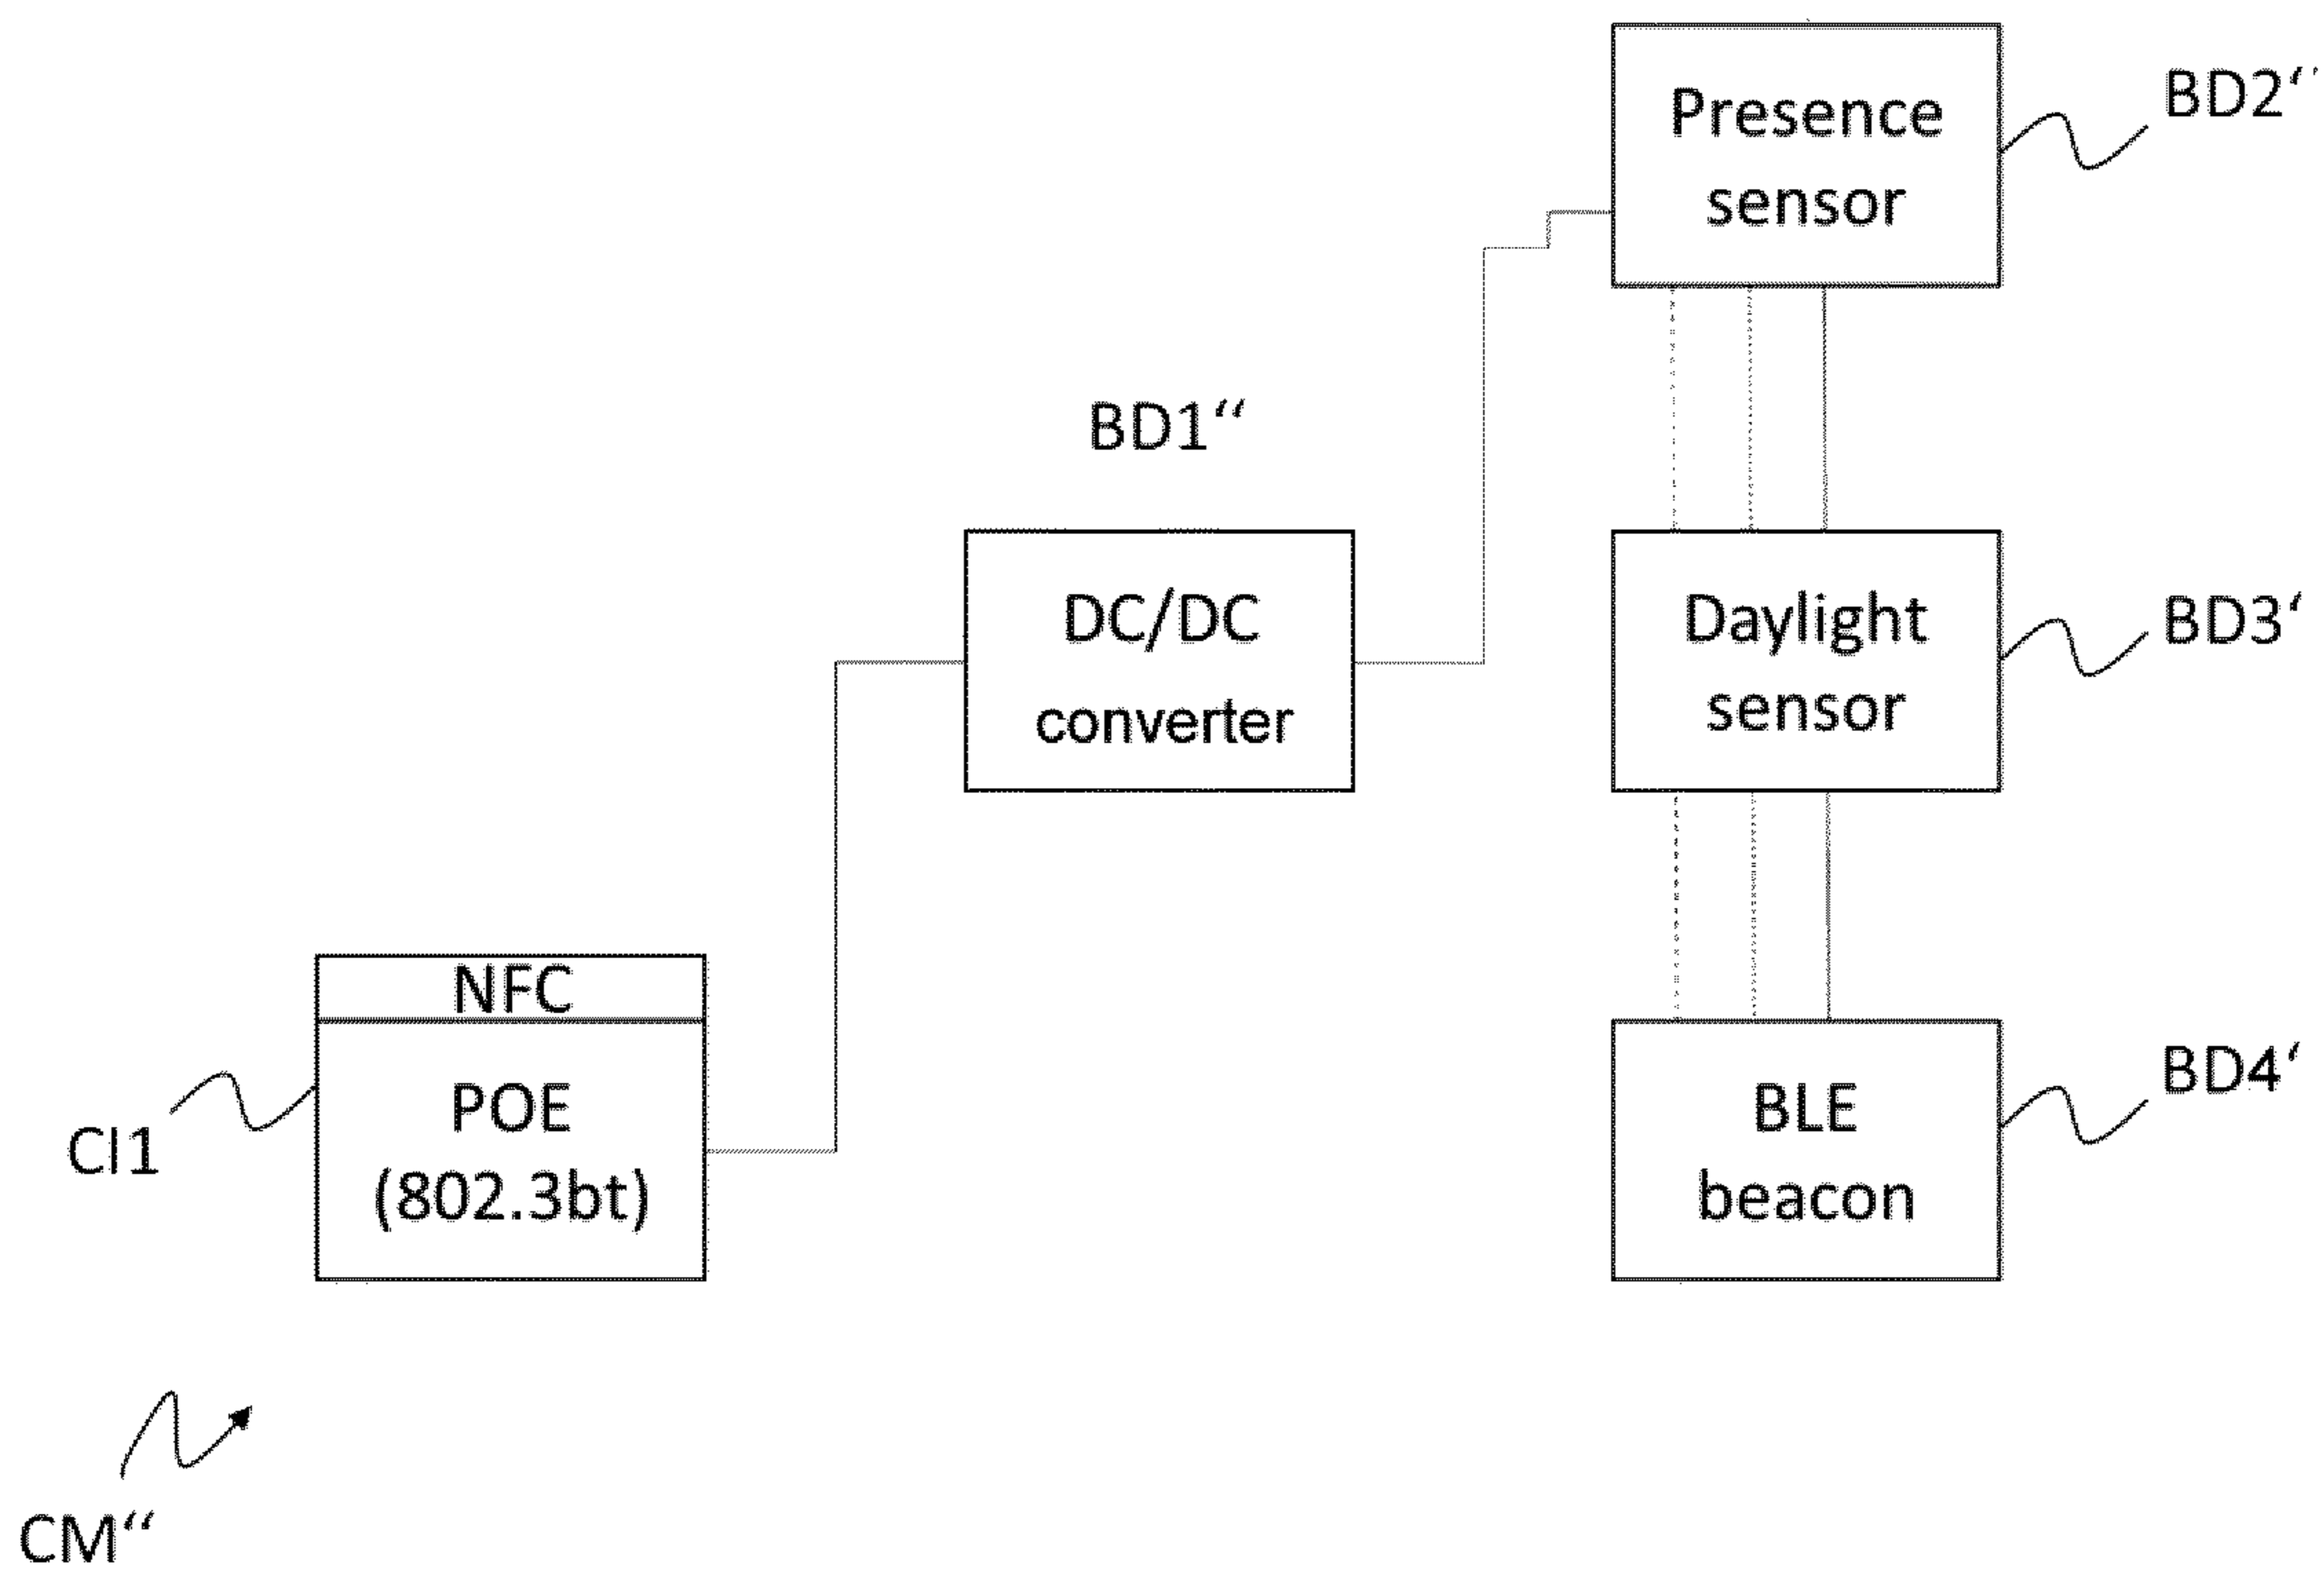 Presence
sensor
BD2‘'
BD1“
DC/DC
converter
Daylight
sensor
BD3‘
NFC
POE
(802.3bt)
CI1
BLE
beacon
BD4‘
CM“